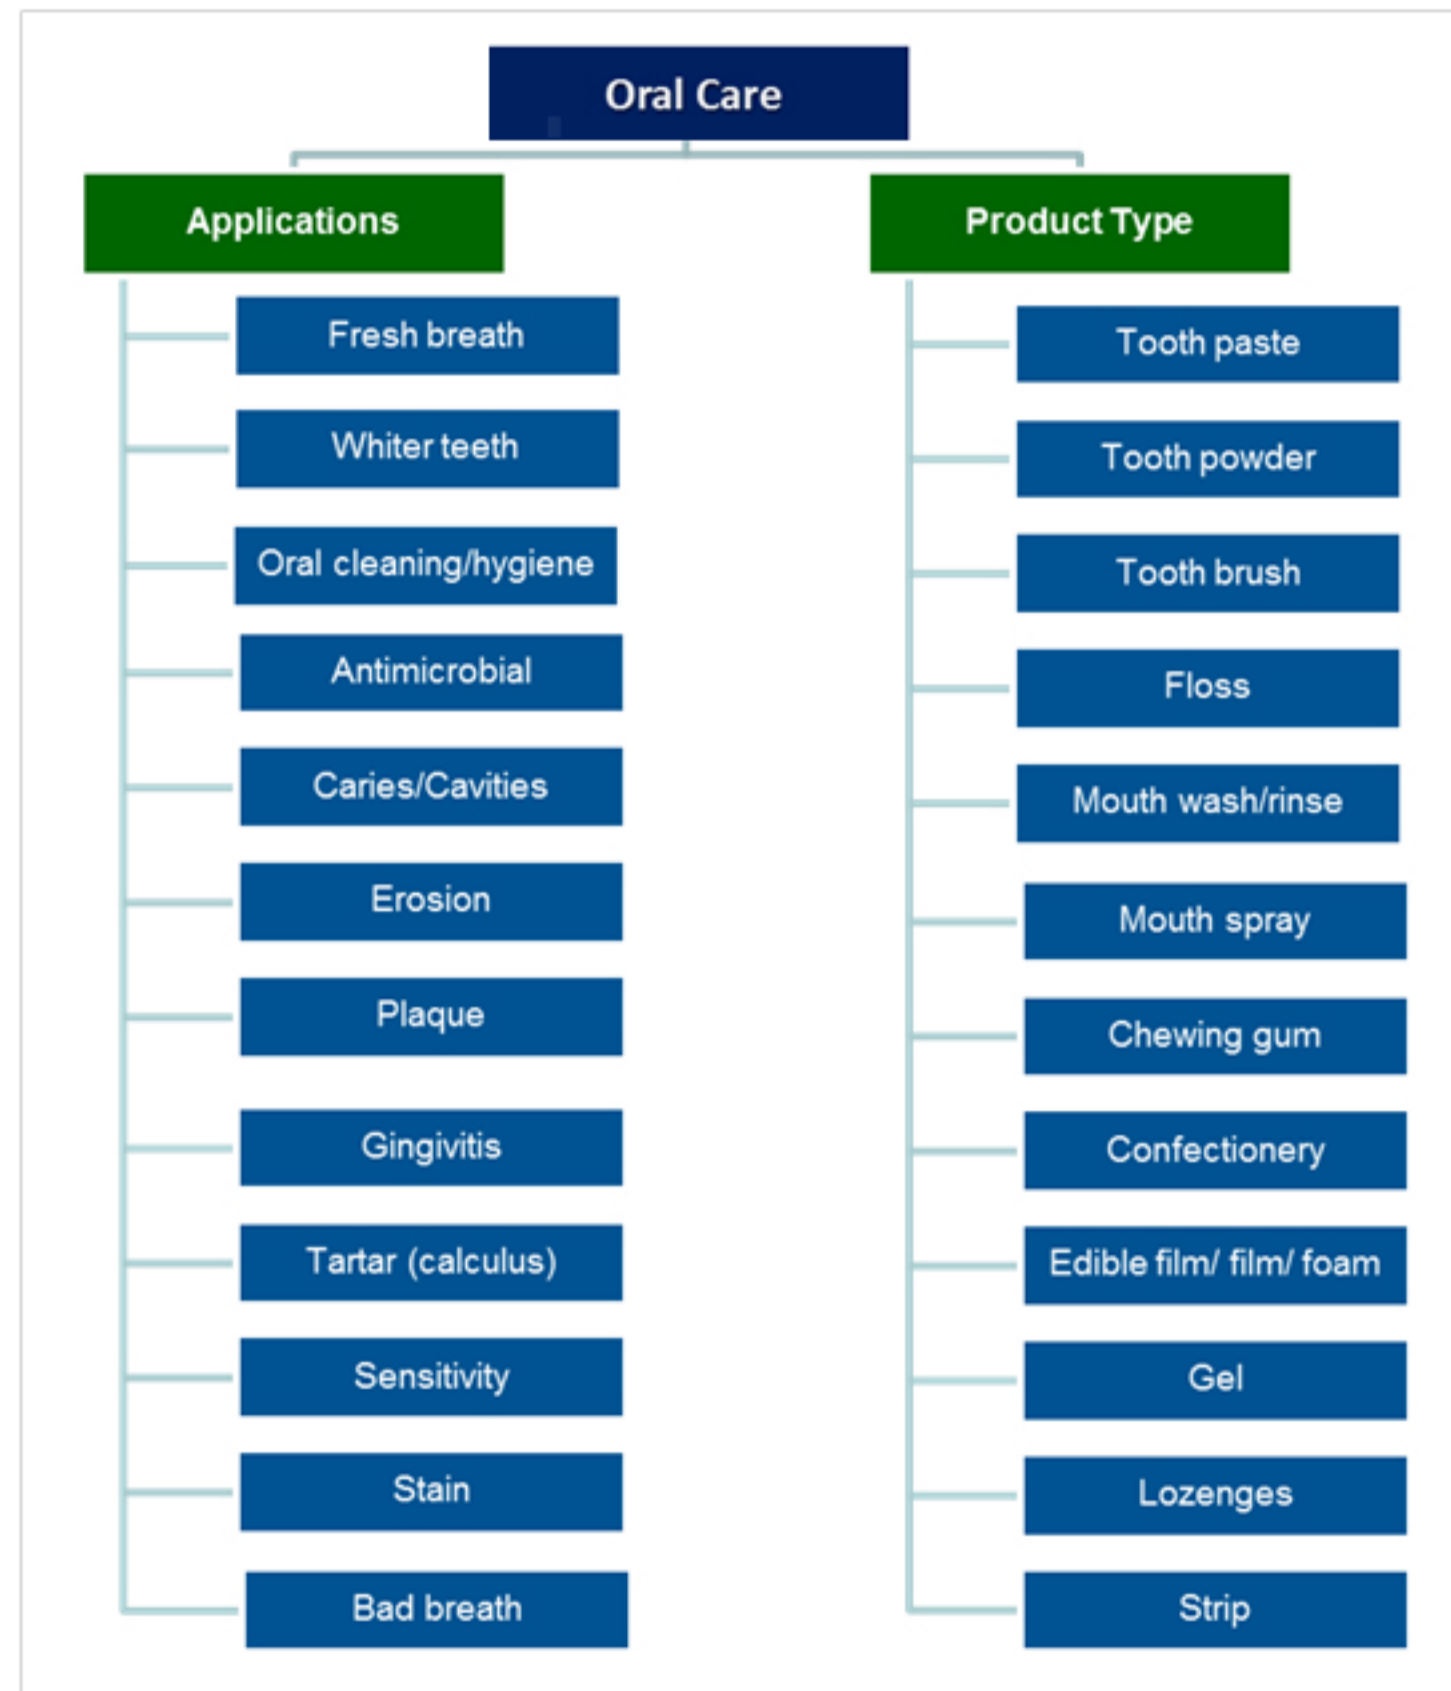 Oral Care
Applications
Fresh breath
Whiter teeth
Oral cleaning/hygiene
Antimicrobial
Caries/Cavities
Erosion
Plaque
Gingivitis
Tartar (calculus)
Sensitivity
Stain
Bad breath
Product Type
Tooth paste
Tooth powder
Tooth brush
Floss
Mouth wash/rinse
Mouth spray
Chewing gum
Confectionery
Edible film/ film/ foam
Gel
Lozenges
Strip